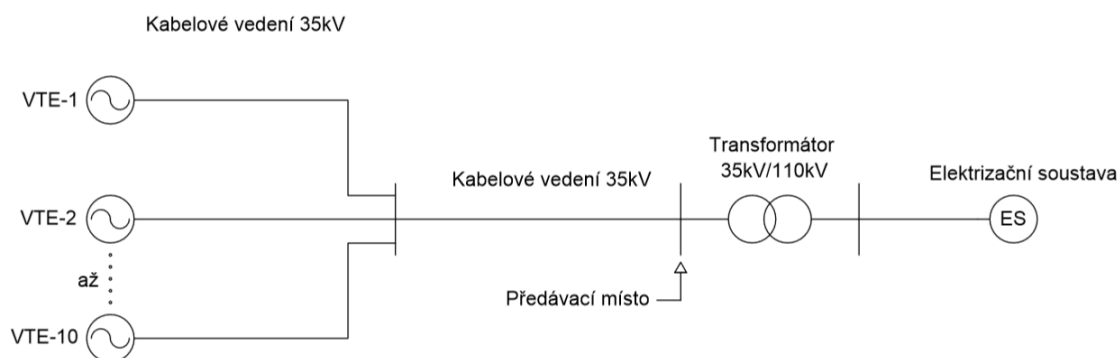 Kabelové vedení 35kV
VTE-1
Transformátor
35kV/110kV
Kabelové vedení 35kV
Elektrizační soustava
VTE-2
ES
až
Předávací místo
VTE-10